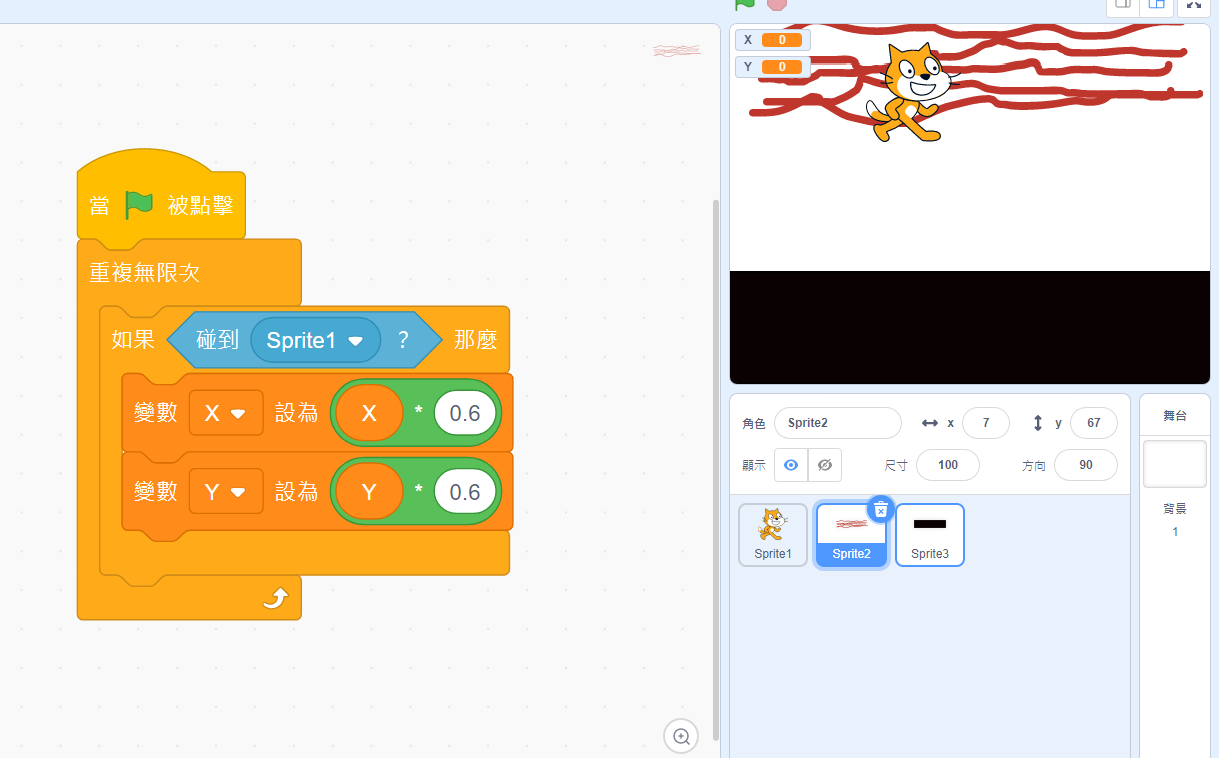 X 0
Y 0
當 被點擊
重複無限次
如果 碰到 Sprite1 ? 那麼
變數 X 設為 X * 0.6
變數 Y 設為 Y * 0.6
角色 Sprite2 x 7 y 67
顯示 尺寸 100 方向 90
Sprite1 Sprite2 Sprite3
舞台
背景
1